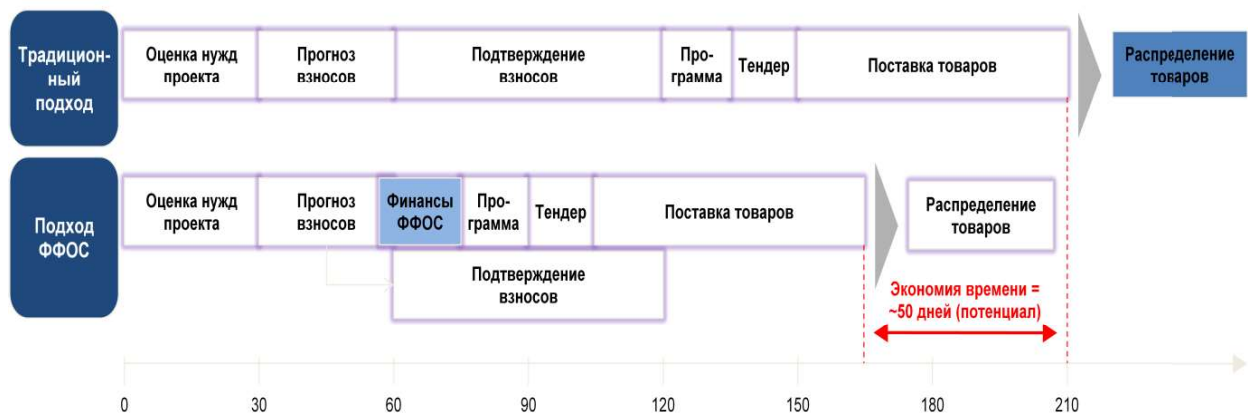 Традицион-
ный
подход
Оценка нужд
проекта
Прогноз
взносов
Подтверждение
взносов
Про-
грамма
Тендер
Поставка товаров
Распределение
товаров
Подход
ФФОС
Оценка нужд
проекта
Прогноз
взносов
Финансы
ФФОС
Про-
грамма
Тендер
Поставка товаров
Распределение
товаров
Подтверждение
взносов
Экономия времени =
~50 дней (потенциал)
0 30 60 90 120 150 180 210